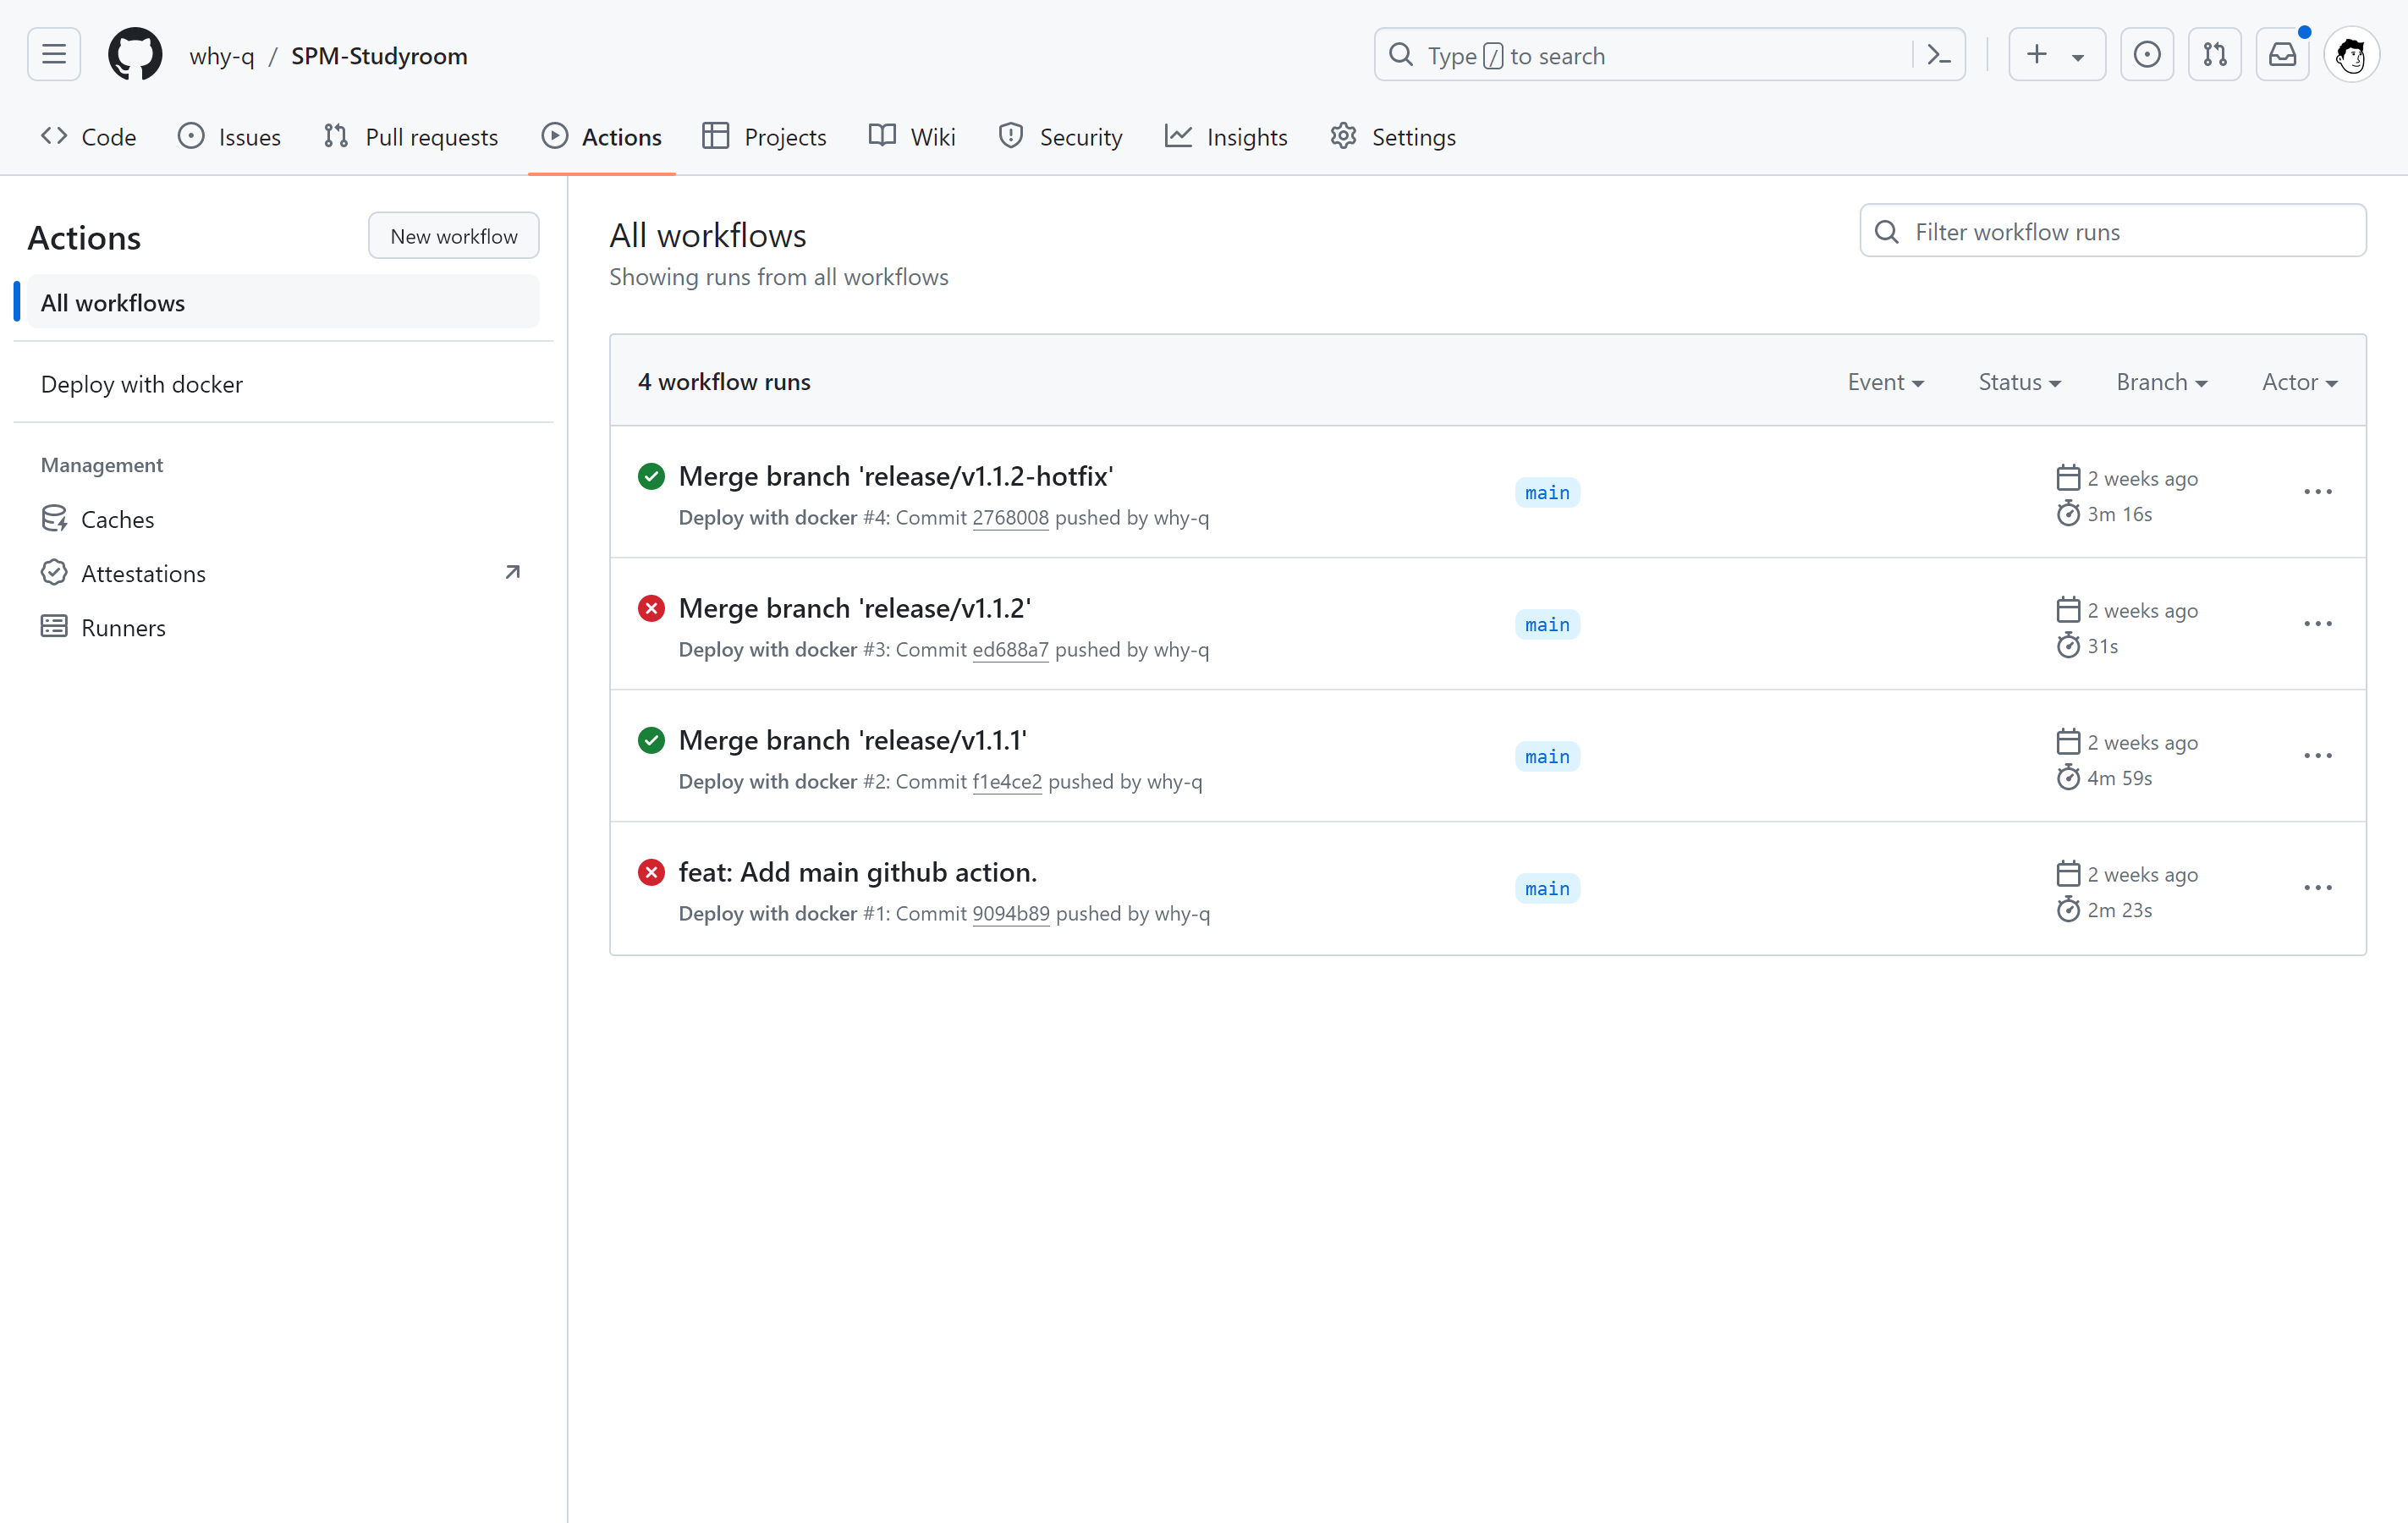 why-q / SPM-Studyroom
Type / to search
Code Issues Pull requests Actions Projects Wiki Security Insights Settings
Actions
New workflow
All workflows
Deploy with docker
Management
Caches
Attestations
Runners
All workflows
Showing runs from all workflows
Filter workflow runs
4 workflow runs
Event Status Branch Actor
Merge branch 'release/v1.1.2-hotfix'
Deploy with docker #4: Commit 2768008 pushed by why-q
main
2 weeks ago
3m 16s
Merge branch 'release/v1.1.2'
Deploy with docker #3: Commit ed688a7 pushed by why-q
main
2 weeks ago
31s
Merge branch 'release/v1.1.1'
Deploy with docker #2: Commit f1e4ce2 pushed by why-q
main
2 weeks ago
4m 59s
feat: Add main github action.
Deploy with docker #1: Commit 9094b89 pushed by why-q
main
2 weeks ago
2m 23s